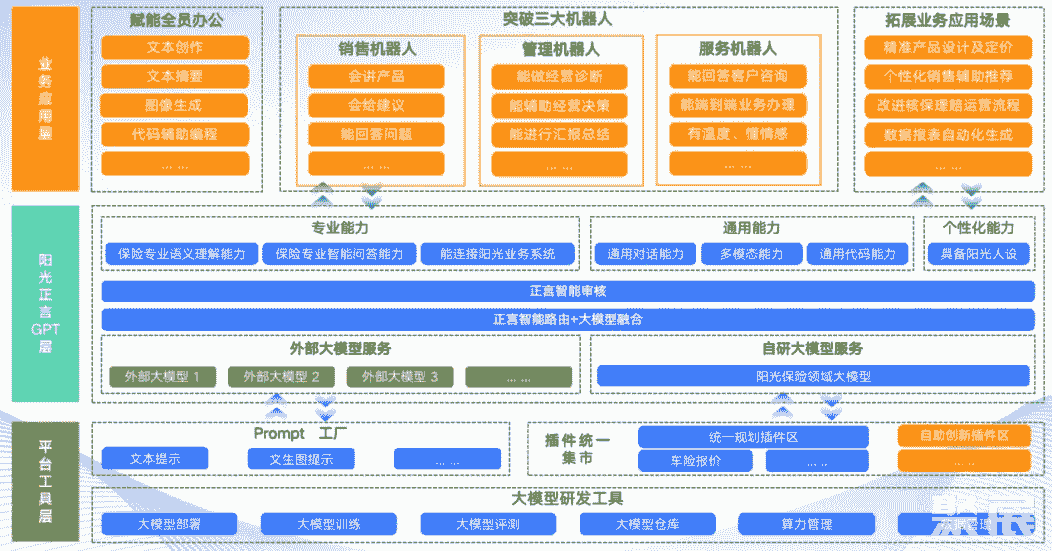 业务应用层
赋能全员办公
文本创作
文本摘要
图像生成
代码辅助编程
... ...
突破三大机器人
销售机器人
会讲产品
会给建议
能回答问题
... ...
管理机器人
能做经营诊断
能辅助经营决策
能进行汇报总结
... ...
服务机器人
能回答客户咨询
能端到端业务办理
有温度、懂情感
... ...
拓展业务应用场景
精准产品设计及定价
个性化销售辅助推荐
改进核保理赔运营流程
数据报表自动化生成
... ...
阳光正言GPT层
专业能力
保险专业语义理解能力
保险专业智能问答能力
能连接阳光业务系统
通用能力
通用对话能力
多模态能力
通用代码能力
个性化能力
具备阳光人设
正言智能审核
正言智能路由+大模型融合
外部大模型服务
外部大模型 1
外部大模型 2
外部大模型 3
... ...
自研大模型服务
阳光保险领域大模型
平台工具层
Prompt 工厂
文本提示
文生图提示
... ...
插件统一集市
统一规划插件区
车险报价
... ..
自助创新插件区
... ..
大模型研发工具
大模型部署
大模型训练
大模型评测
大模型仓库
算力管理
数据管理
聚展